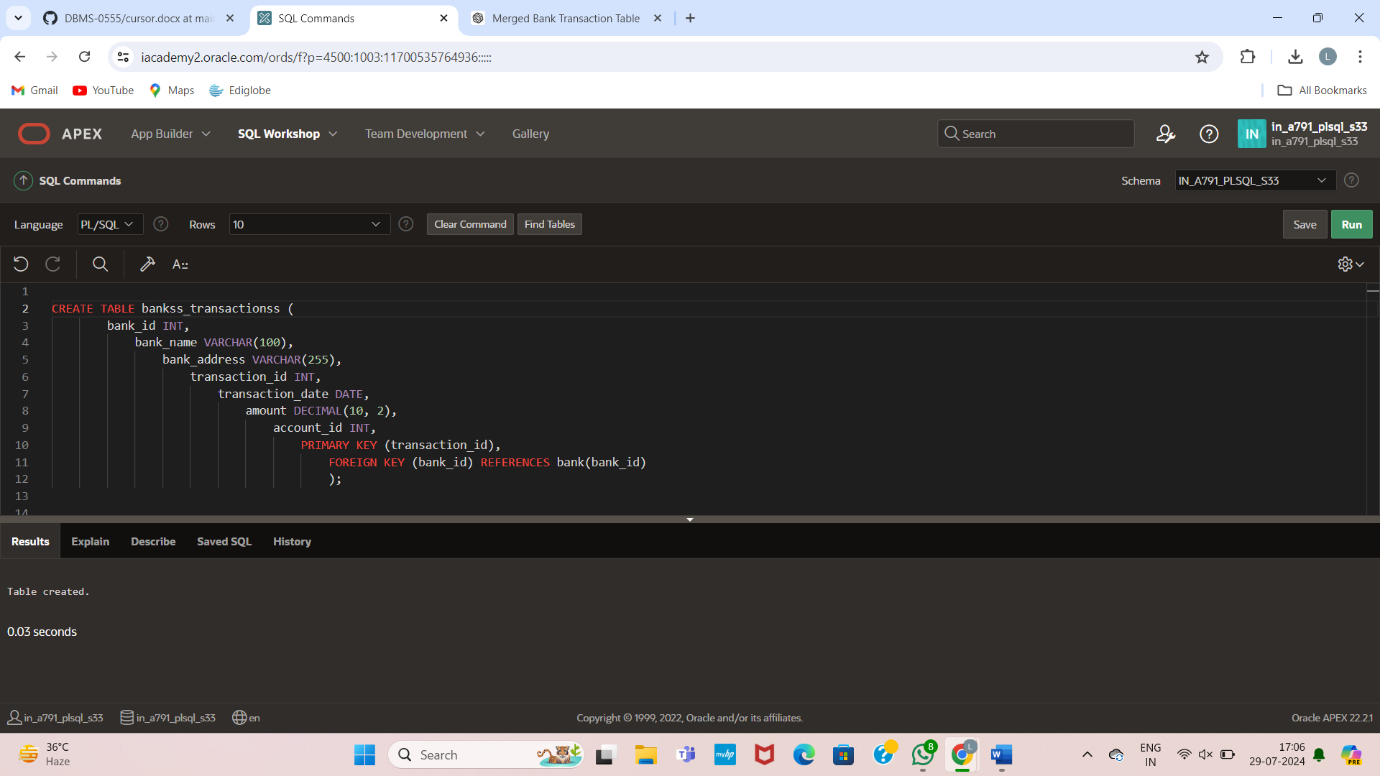 DBMS-0555/cursor.docx at mai
SQL Commands
Merged Bank Transaction Table
iacademy2.oracle.com/ords/f?p=4500:1003:11700535764936:::::
L
Gmail
YouTube
Maps
Ediglobe
All Bookmarks
APEX
App Builder
SQL Workshop
Team Development
Gallery
Search
IN
in_a791_plsql_s33
in_a791_plsql_s33
SQL Commands
Schema
IN_A791_PLSQL_S33
Language
PL/SQL
Rows
10
Clear Command
Find Tables
Save
Run
1
2 CREATE TABLE bankss_transactionss (
3 bank_id INT,
4 bank_name VARCHAR(100),
5 bank_address VARCHAR(255),
6 transaction_id INT,
7 transaction_date DATE,
8 amount DECIMAL(10, 2),
9 account_id INT,
10 PRIMARY KEY (transaction_id),
11 FOREIGN KEY (bank_id) REFERENCES bank(bank_id)
12 );
13
14
Results
Explain
Describe
Saved SQL
History
Table created.
0.03 seconds
in_a791_plsql_s33
in_a791_plsql_s33
en
Copyright © 1999, 2022, Oracle and/or its affiliates.
Oracle APEX 22.2.1
36°C
Haze
Search
myhp
8
L
ENG
IN
17:06
29-07-2024
PRE